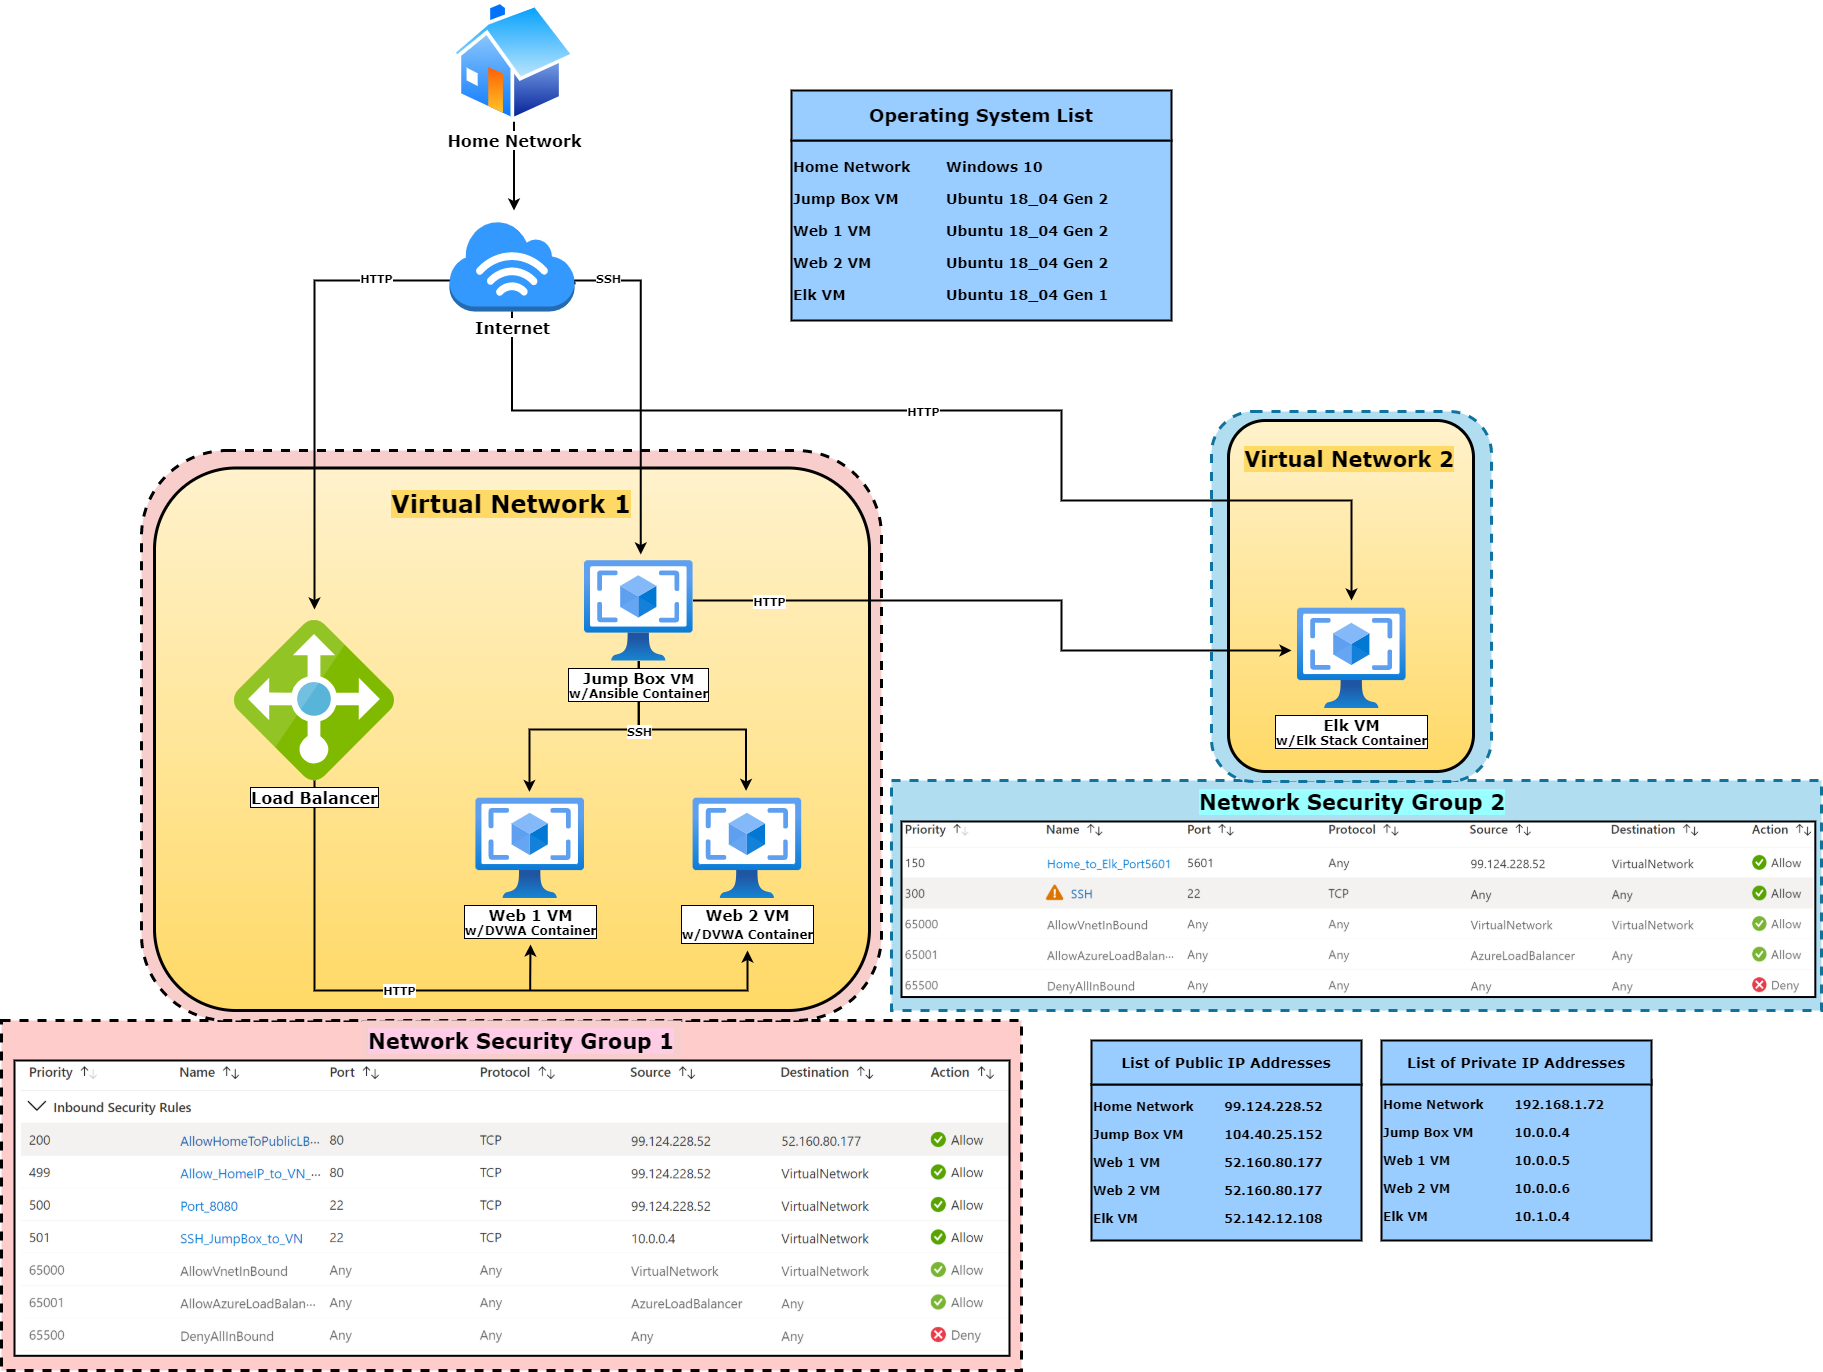 Home Network
Operating System List
Home Network Windows 10
Jump Box VM Ubuntu 18_04 Gen 2
Web 1 VM Ubuntu 18_04 Gen 2
Web 2 VM Ubuntu 18_04 Gen 2
Elk VM Ubuntu 18_04 Gen 1
HTTP
SSH
Internet
HTTP
Virtual Network 1
Virtual Network 2
HTTP
Jump Box VM
w/Ansible Container
SSH
Elk VM
w/Elk Stack Container
Load Balancer
Web 1 VM
w/DVWA Container
Web 2 VM
w/DVWA Container
HTTP
Network Security Group 2
Priority ↑↓ Name ↑↓ Port ↑↓ Protocol ↑↓ Source ↑↓ Destination ↑↓ Action ↑↓
150 Home_to_Elk_Port5601 5601 Any 99.124.228.52 VirtualNetwork Allow
300 SSH 22 TCP Any Any Allow
65000 AllowVnetInBound Any Any VirtualNetwork VirtualNetwork Allow
65001 AllowAzureLoadBalan··· Any Any AzureLoadBalancer Any Allow
65500 DenyAllInBound Any Any Any Any Deny
Network Security Group 1
Priority ↑↓ Name ↑↓ Port ↑↓ Protocol ↑↓ Source ↑↓ Destination ↑↓ Action ↑↓
Inbound Security Rules
200 AllowHomeToPublicLB··· 80 TCP 99.124.228.52 52.160.80.177 Allow
499 Allow_HomeIP_to_VN_··· 80 TCP 99.124.228.52 VirtualNetwork Allow
500 Port_8080 22 TCP 99.124.228.52 VirtualNetwork Allow
501 SSH_JumpBox_to_VN 22 TCP 10.0.0.4 VirtualNetwork Allow
65000 AllowVnetInBound Any Any VirtualNetwork VirtualNetwork Allow
65001 AllowAzureLoadBalan··· Any Any AzureLoadBalancer Any Allow
65500 DenyAllInBound Any Any Any Any Deny
List of Public IP Addresses
Home Network 99.124.228.52
Jump Box VM 104.40.25.152
Web 1 VM 52.160.80.177
Web 2 VM 52.160.80.177
Elk VM 52.142.12.108
List of Private IP Addresses
Home Network 192.168.1.72
Jump Box VM 10.0.0.4
Web 1 VM 10.0.0.5
Web 2 VM 10.0.0.6
Elk VM 10.1.0.4